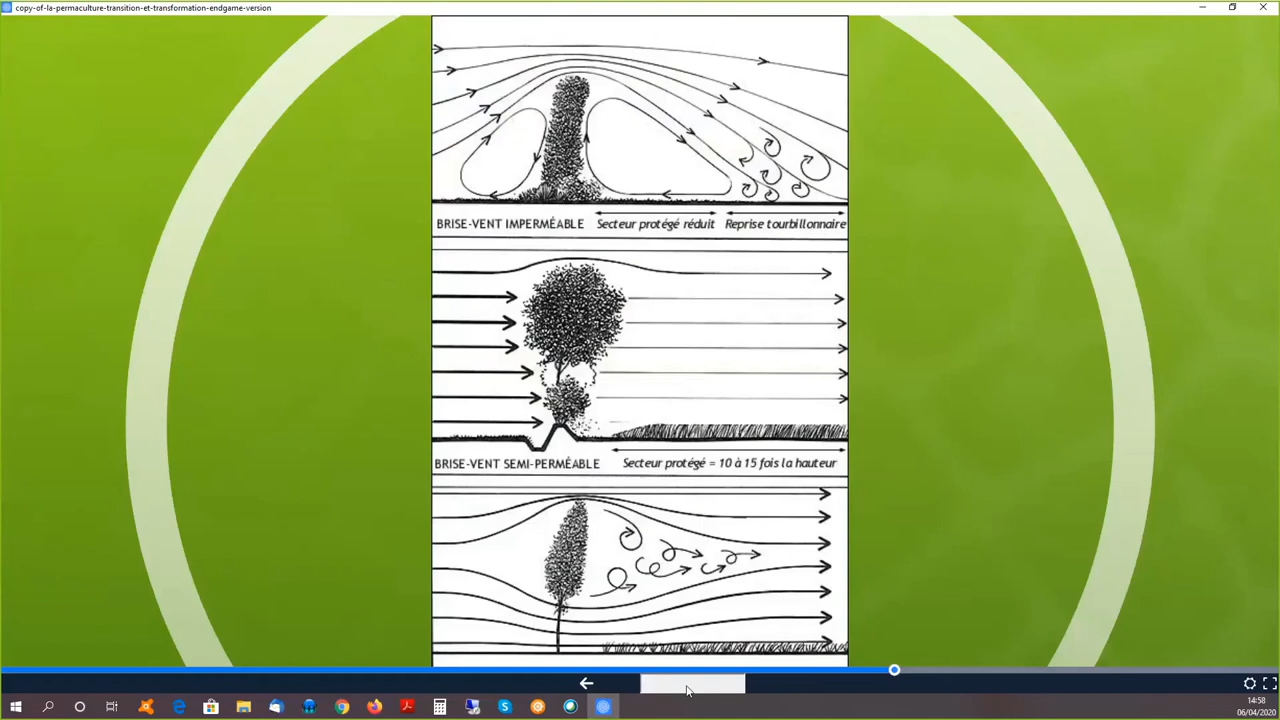 copy-of-la-permaculture-transition-et-transformation-endgame-version
BRISE-VENT IMPERMÉABLE Secteur protégé réduit Reprise tourbillonnaire
BRISE-VENT SEMI-PERMÉABLE Secteur protégé = 10 à 15 fois la hauteur
14:58
06/04/2020